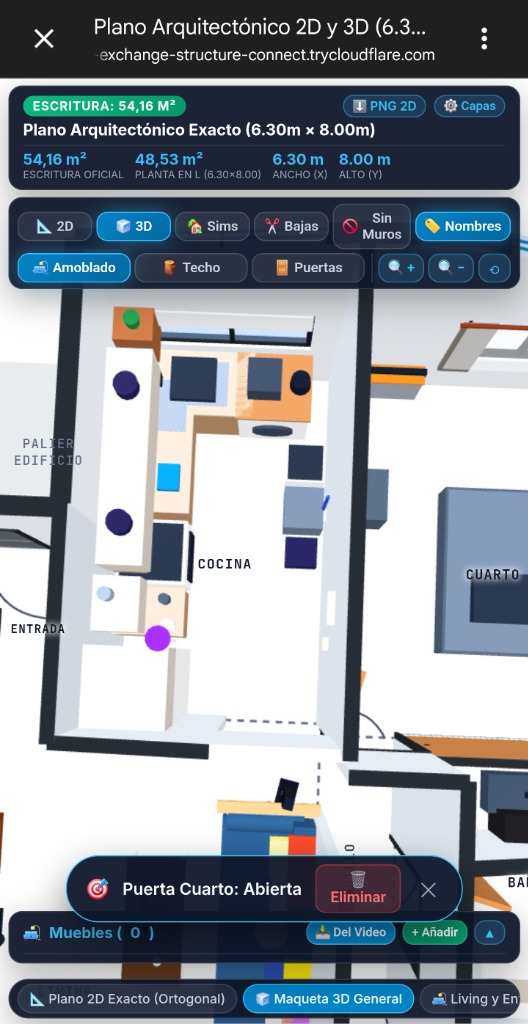 Plano Arquitectónico 2D y 3D (6.3...
-exchange-structure-connect.trycloudflare.com
ESCRITURA: 54,16 M²
PNG 2D
Capas
Plano Arquitectónico Exacto (6.30m × 8.00m)
54,16 m²
48,53 m²
6.30 m
8.00 m
ESCRITURA OFICIAL
PLANTA EN L (6.30×8.00)
ANCHO (X)
ALTO (Y)
2D
3D
Sims
Bajas
Sin Muros
Nombres
Amoblado
Techo
Puertas
+
-
PALIER
EDIFICIO
COCINA
CUARTO
ENTRADA
Puerta Cuarto: Abierta
Eliminar
Muebles ( 0 )
Del Video
+ Añadir
Plano 2D Exacto (Ortogonal)
Maqueta 3D General
Living y En